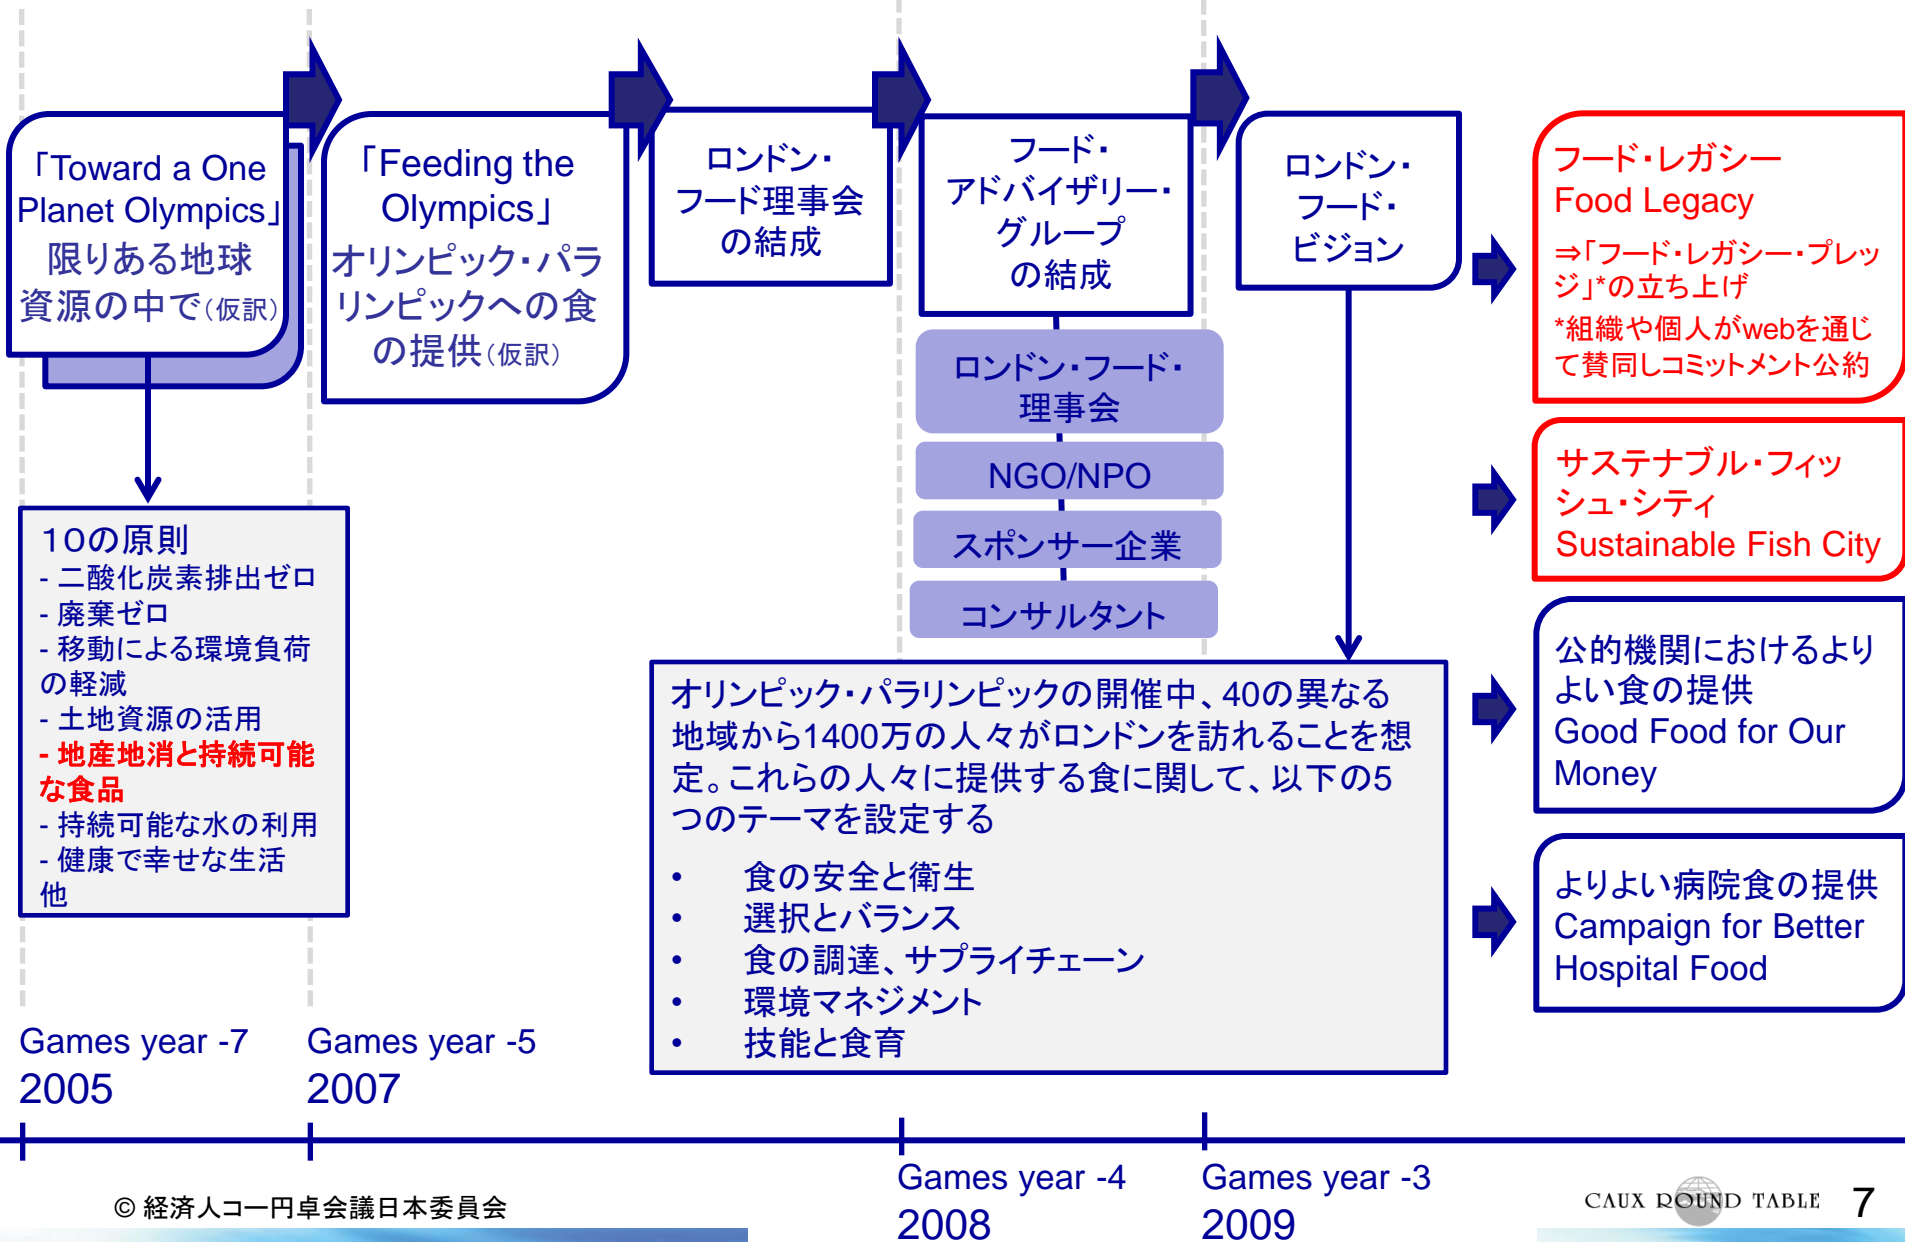 「Toward a One
Planet Olympics」
限りある地球
資源の中で(仮訳)
「Feeding the
Olympics」
オリンピック・パラ
リンピックへの食
の提供(仮訳)
ロンドン・
フード理事会
の結成
フード・
アドバイザリー・
グループ
の結成
ロンドン・フード・
理事会
NGO/NPO
スポンサー企業
コンサルタント
ロンドン・
フード・
ビジョン
フード・レガシー
Food Legacy
⇒「フード・レガシー・プレッ
ジ」*の立ち上げ
*組織や個人がwebを通じ
て賛同しコミットメント公約
サステナブル・フィッ
シュ・シティ
Sustainable Fish City
公的機関におけるより
よい食の提供
Good Food for Our
Money
よりよい病院食の提供
Campaign for Better
Hospital Food
10の原則
- 二酸化炭素排出ゼロ
- 廃棄ゼロ
- 移動による環境負荷
の軽減
- 土地資源の活用
- 地産地消と持続可能
な食品
- 持続可能な水の利用
- 健康で幸せな生活
他
オリンピック・パラリンピックの開催中、40の異なる
地域から1400万の人々がロンドンを訪れることを想
定。これらの人々に提供する食に関して、以下の5
つのテーマを設定する
• 食の安全と衛生
• 選択とバランス
• 食の調達、サプライチェーン
• 環境マネジメント
• 技能と食育
Games year -7
2005
Games year -5
2007
Games year -4
2008
Games year -3
2009
© 経済人コー円卓会議日本委員会
CAUX ROUND TABLE
7